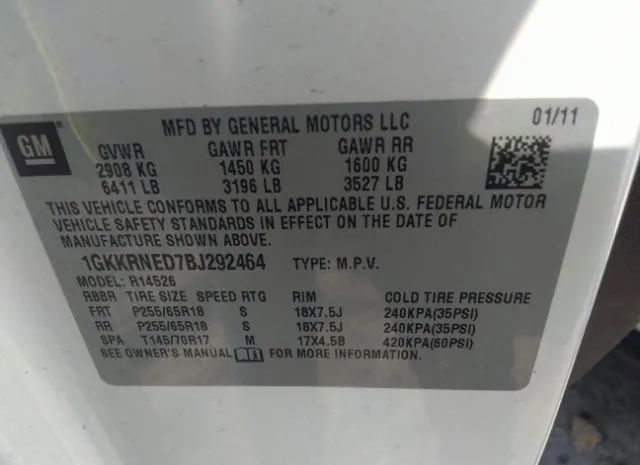 MFD BY GENERAL MOTORS LLC 01/11
GM
GVWR GAWR FRT GAWR RR
2908 KG 1450 KG 1600 KG
6411 LB 3196 LB 3527 LB
THIS VEHICLE CONFORMS TO ALL APPLICABLE U.S. FEDERAL MOTOR
VEHICLE SAFETY STANDARDS IN EFFECT ON THE DATE OF
MANUFACTURE SHOWN ABOVE.
1GKKRNED7BJ292464 TYPE: M.P.V.
MODEL: R14526
RBBR TIRE SIZE SPEED RTG RIM COLD TIRE PRESSURE
FRT P255/65R18 S 18X7.5J 240KPA(35PSI)
RR P255/65R18 S 18X7.5J 240KPA(35PSI)
SPA T145/70R17 M 17X4.5B 420KPA(60PSI)
SEE OWNER'S MANUAL FOR MORE INFORMATION.